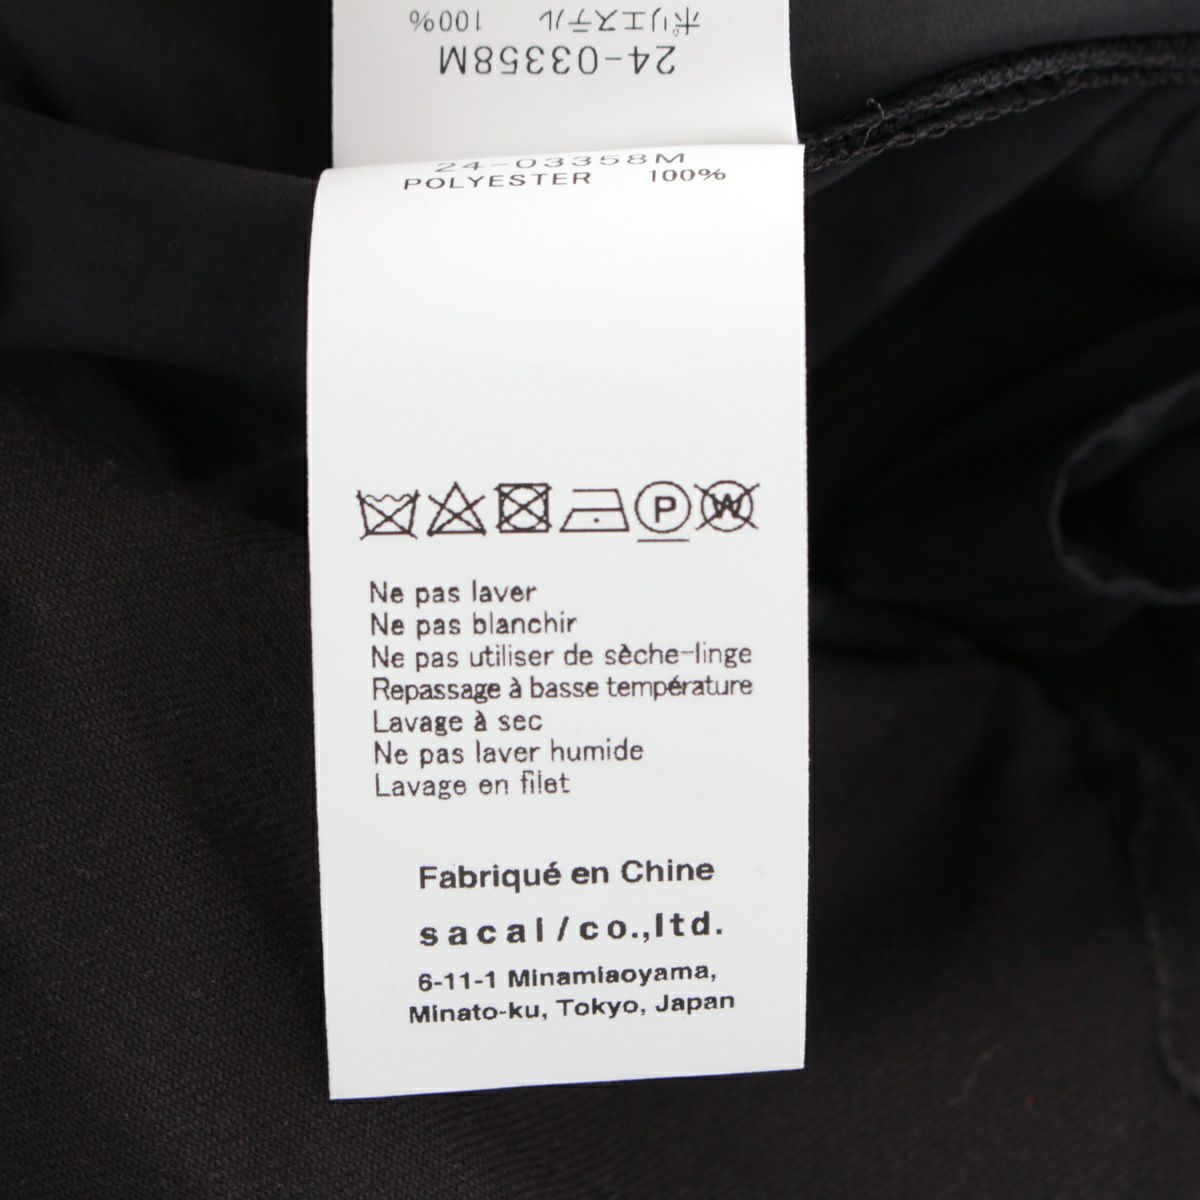 ポリエステル 100%
24-03358M
24-03358M
POLYESTER 100%
P W
Ne pas laver
Ne pas blanchir
Ne pas utiliser de sèche-linge
Repassage à basse température
Lavage à sec
Ne pas laver humide
Lavage en filet
Fabriqué en Chine
sacai/co.,ltd.
6-11-1 Minamiaoyama,
Minato-ku, Tokyo, Japan